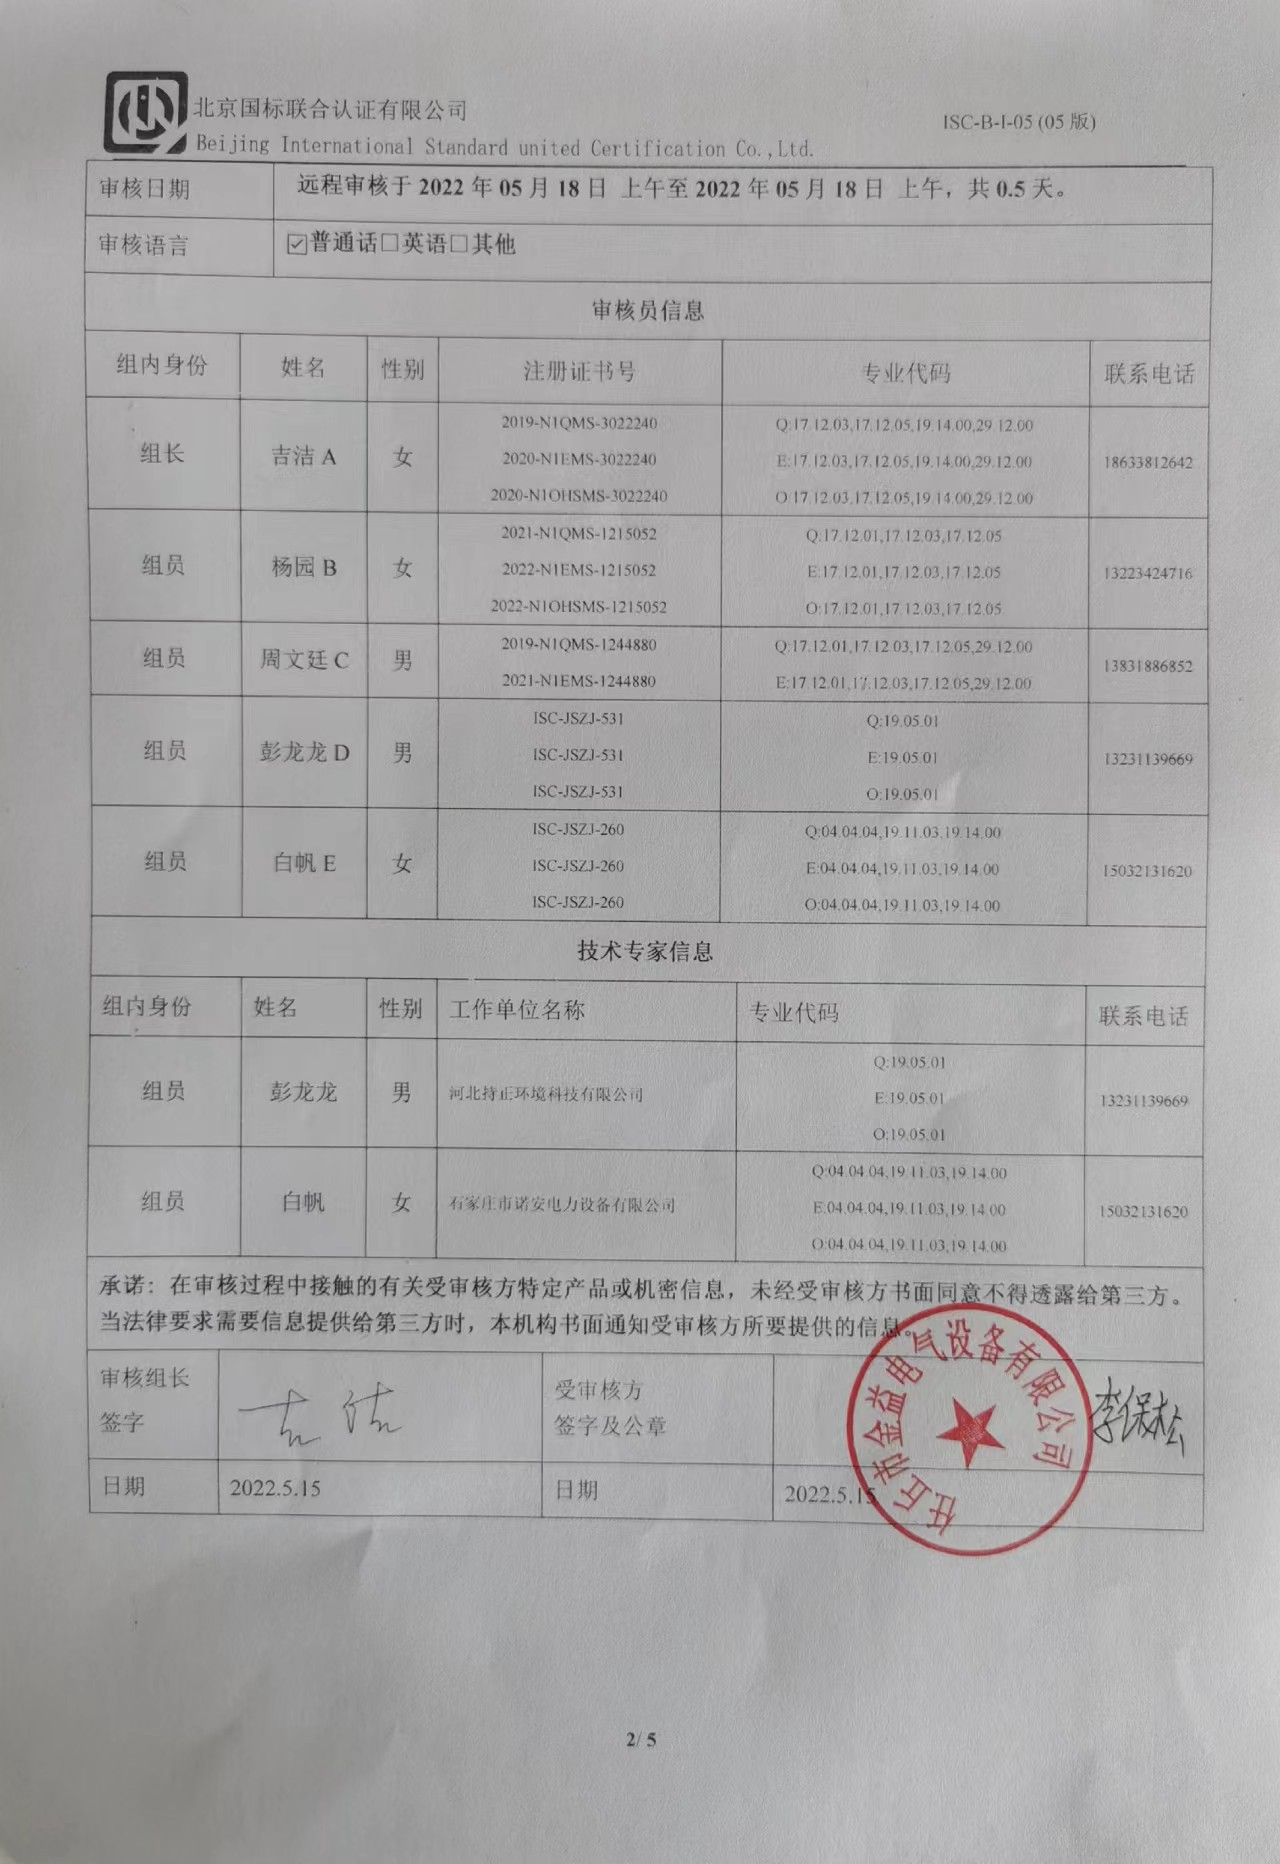 北京国标联合认证有限公司
Beijing International Standard united Certification Co.,Ltd.
ISC-B-I-05 (05 版)
审核日期 远程审核于 2022 年 05 月 18 日 上午至 2022 年 05 月 18 日 上午，共 0.5 天。
审核语言 ☑普通话□英语□其他
审核员信息
组内身份 姓名 性别 注册证书号 专业代码 联系电话
组长 吉洁 A 女 2019-N1QMS-3022240 Q:17.12.03,17.12.05,19.14.00,29.12.00 18633812642
2020-N1EMS-3022240 E:17.12.03,17.12.05,19.14.00,29.12.00
2020-N1OHSMS-3022240 O:17.12.03,17.12.05,19.14.00,29.12.00
组员 杨园 B 女 2021-N1QMS-1215052 Q:17.12.01,17.12.03,17.12.05 13223424716
2022-N1EMS-1215052 E:17.12.01,17.12.03,17.12.05
2022-N1OHSMS-1215052 O:17.12.01,17.12.03,17.12.05
组员 周文廷 C 男 2019-N1QMS-1244880 Q:17.12.01,17.12.03,17.12.05,29.12.00 13831886852
2021-N1EMS-1244880 E:17.12.01,17.12.03,17.12.05,29.12.00
组员 彭龙龙 D 男 ISC-JSZJ-531 Q:19.05.01 13231139669
ISC-JSZJ-531 E:19.05.01
ISC-JSZJ-531 O:19.05.01
组员 白帆 E 女 ISC-JSZJ-260 Q:04.04.04,19.11.03,19.14.00 15032131620
ISC-JSZJ-260 E:04.04.04,19.11.03,19.14.00
ISC-JSZJ-260 O:04.04.04,19.11.03,19.14.00
技术专家信息
组内身份 姓名 性别 工作单位名称 专业代码 联系电话
组员 彭龙龙 男 河北持正环境科技有限公司 Q:19.05.01 13231139669
E:19.05.01
O:19.05.01
组员 白帆 女 石家庄市诺安电力设备有限公司 Q:04.04.04,19.11.03,19.14.00 15032131620
E:04.04.04,19.11.03,19.14.00
O:04.04.04,19.11.03,19.14.00
承诺：在审核过程中接触的有关受审核方特定产品或机密信息，未经受审核方书面同意不得透露给第三方。
当法律要求需要信息提供给第三方时，本机构书面通知受审核方所要提供的信息。
审核组长
签字
吉洁
受审核方
签字及公章
任丘市金益电气设备有限公司
李保松
日期 2022.5.15 日期 2022.5.15
2/ 5